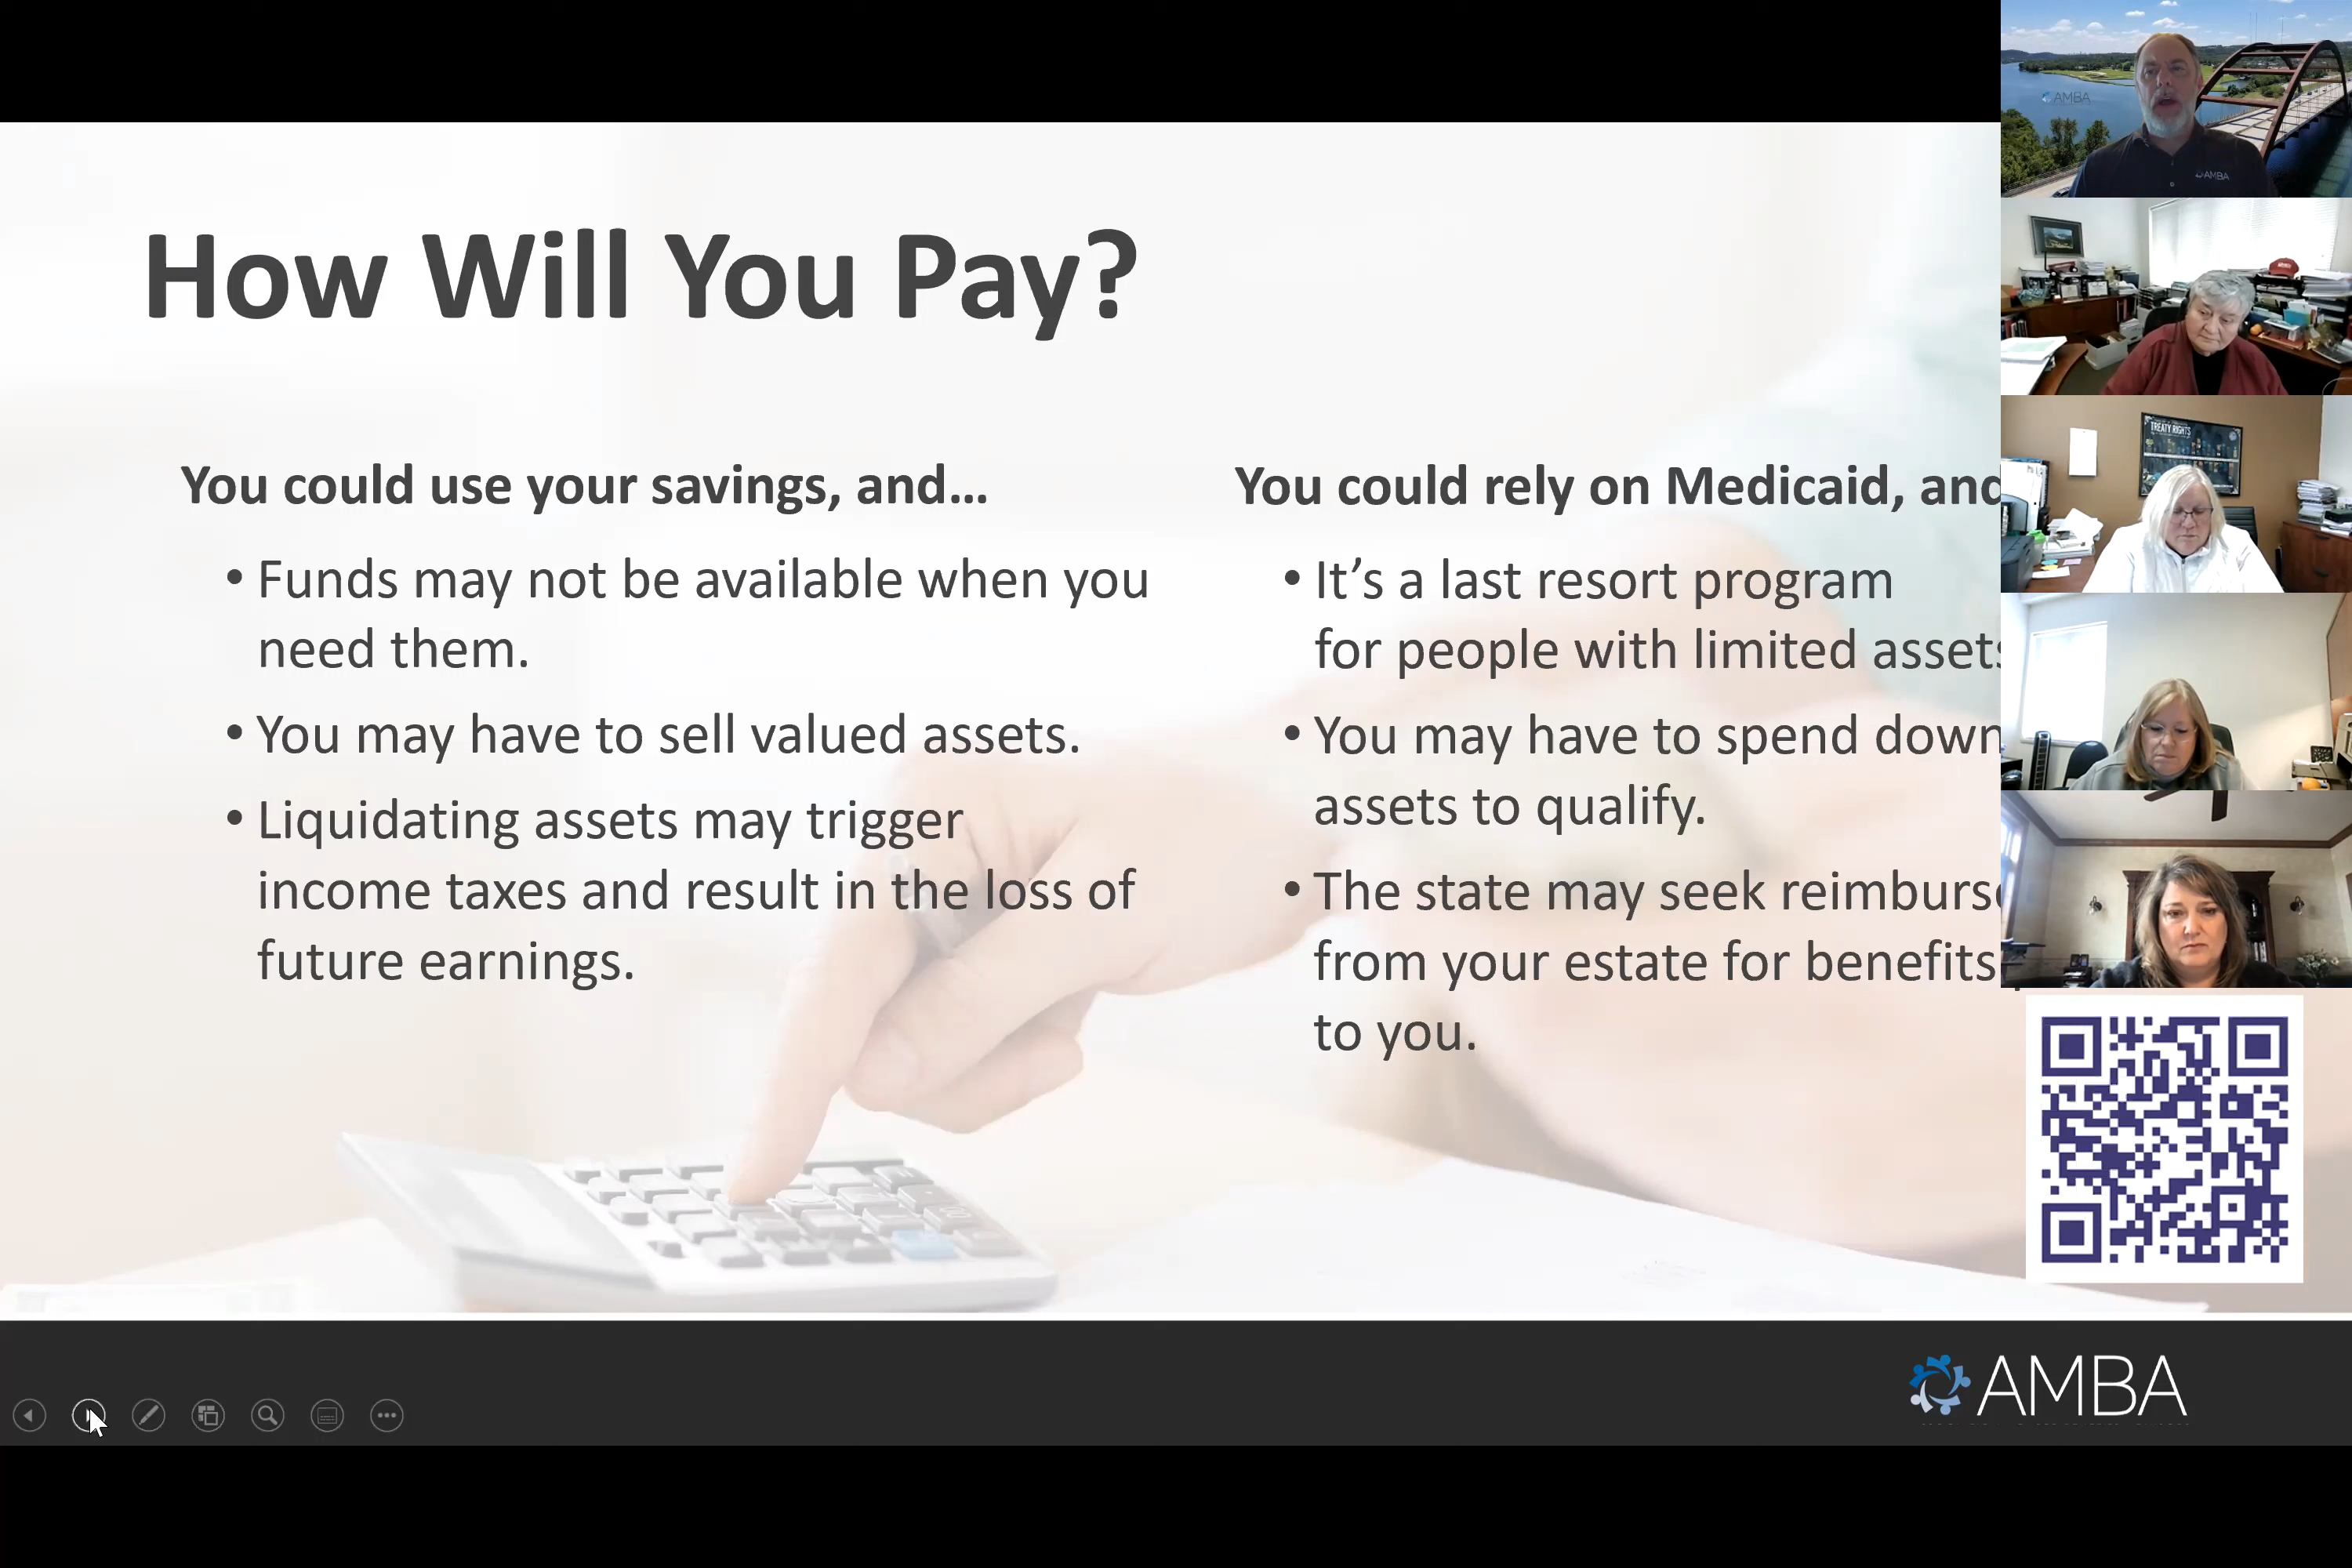 How Will You Pay?
You could use your savings, and...
• Funds may not be available when you
need them.
• You may have to sell valued assets.
• Liquidating assets may trigger
income taxes and result in the loss of
future earnings.
You could rely on Medicaid, and
• It’s a last resort program
for people with limited assets
• You may have to spend down
assets to qualify.
• The state may seek
from your estate for benefits
to you.
AMBA
AMBA
TREATY RIGHTS
AMBA